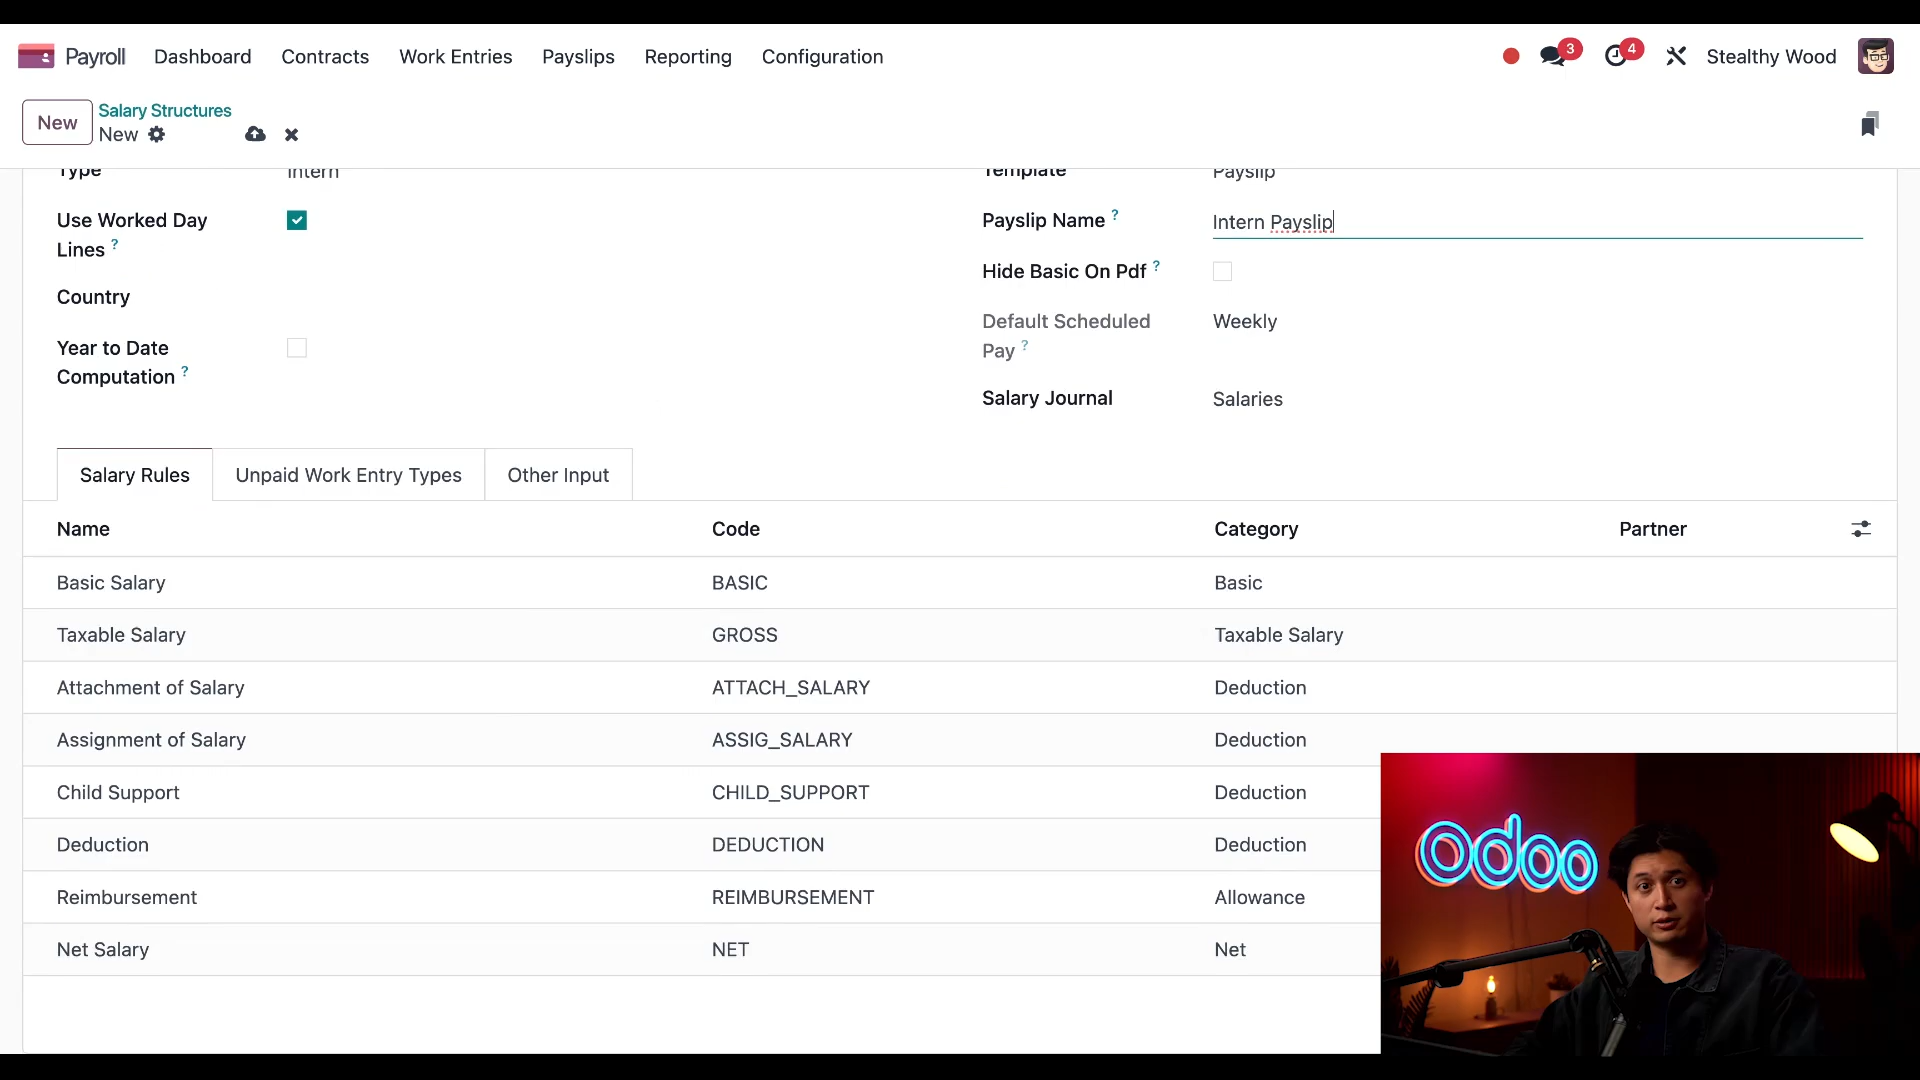 Payroll Dashboard Contracts Work Entries Payslips Reporting Configuration 3 4 Stealthy Wood
New Salary Structures
New
Type Intern Template Payslip
Use Worked Day Lines ? Payslip Name ? Intern Payslip
Hide Basic On Pdf ?
Country
Default Scheduled Pay ? Weekly
Year to Date Computation ?
Salary Journal Salaries
Salary Rules Unpaid Work Entry Types Other Input
Name Code Category Partner
Basic Salary BASIC Basic
Taxable Salary GROSS Taxable Salary
Attachment of Salary ATTACH_SALARY Deduction
Assignment of Salary ASSIG_SALARY Deduction
Child Support CHILD_SUPPORT Deduction
Deduction DEDUCTION Deduction
Reimbursement REIMBURSEMENT Allowance
Net Salary NET Net
odoo